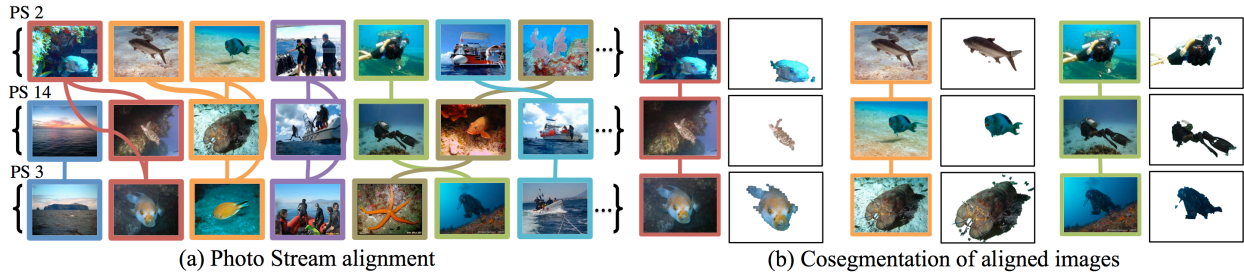 PS 2
PS 14
PS 3
(a) Photo Stream alignment
(b) Cosegmentation of aligned images